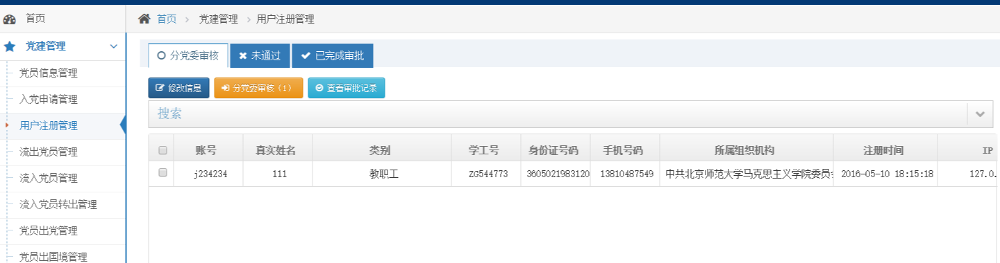 首页
党建管理
党员信息管理
入党申请管理
用户注册管理
流出党员管理
流入党员管理
流入党员转出管理
党员出党管理
党员出国境管理
首页 党建管理 用户注册管理
分党委审核 未通过 已完成审批
修改信息 分党委审核（1） 查看审批记录
搜索
账号 真实姓名 类别 学工号 身份证号码 手机号码 所属组织机构 注册时间 IP
j234234 111 教职工 ZG544773 3605021983120 13810487549 中共北京师范大学马克思主义学院委员会 2016-05-10 18:15:18 127.0.